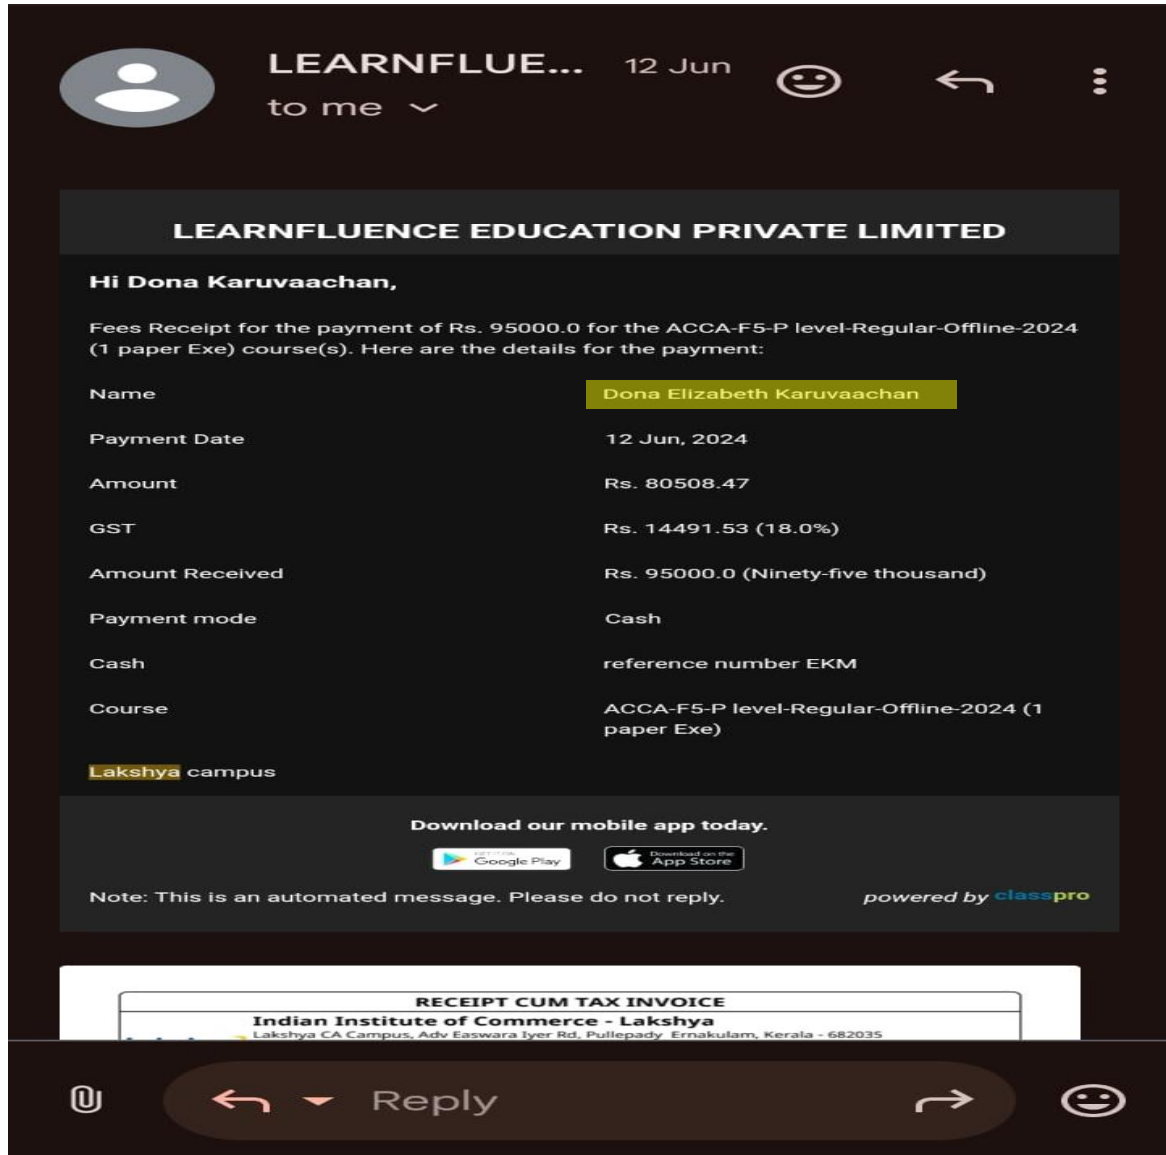 LEARNFLUE... 12 Jun
to me
LEARNFLUENCE EDUCATION PRIVATE LIMITED
Hi Dona Karuvaachan,
Fees Receipt for the payment of Rs. 95000.0 for the ACCA-F5-P level-Regular-Offline-2024
(1 paper Exe) course(s). Here are the details for the payment:
Name Dona Elizabeth Karuvaachan
Payment Date 12 Jun, 2024
Amount Rs. 80508.47
GST Rs. 14491.53 (18.0%)
Amount Received Rs. 95000.0 (Ninety-five thousand)
Payment mode Cash
Cash reference number EKM
Course ACCA-F5-P level-Regular-Offline-2024 (1
paper Exe)
Lakshya campus
Download our mobile app today.
GET IT ON
Google Play
Download on the
App Store
Note: This is an automated message. Please do not reply. powered by classpro
RECEIPT CUM TAX INVOICE
Indian Institute of Commerce - Lakshya
Lakshya CA Campus, Adv Easwara Iyer Rd, Pullepady Ernakulam, Kerala - 682035
Reply